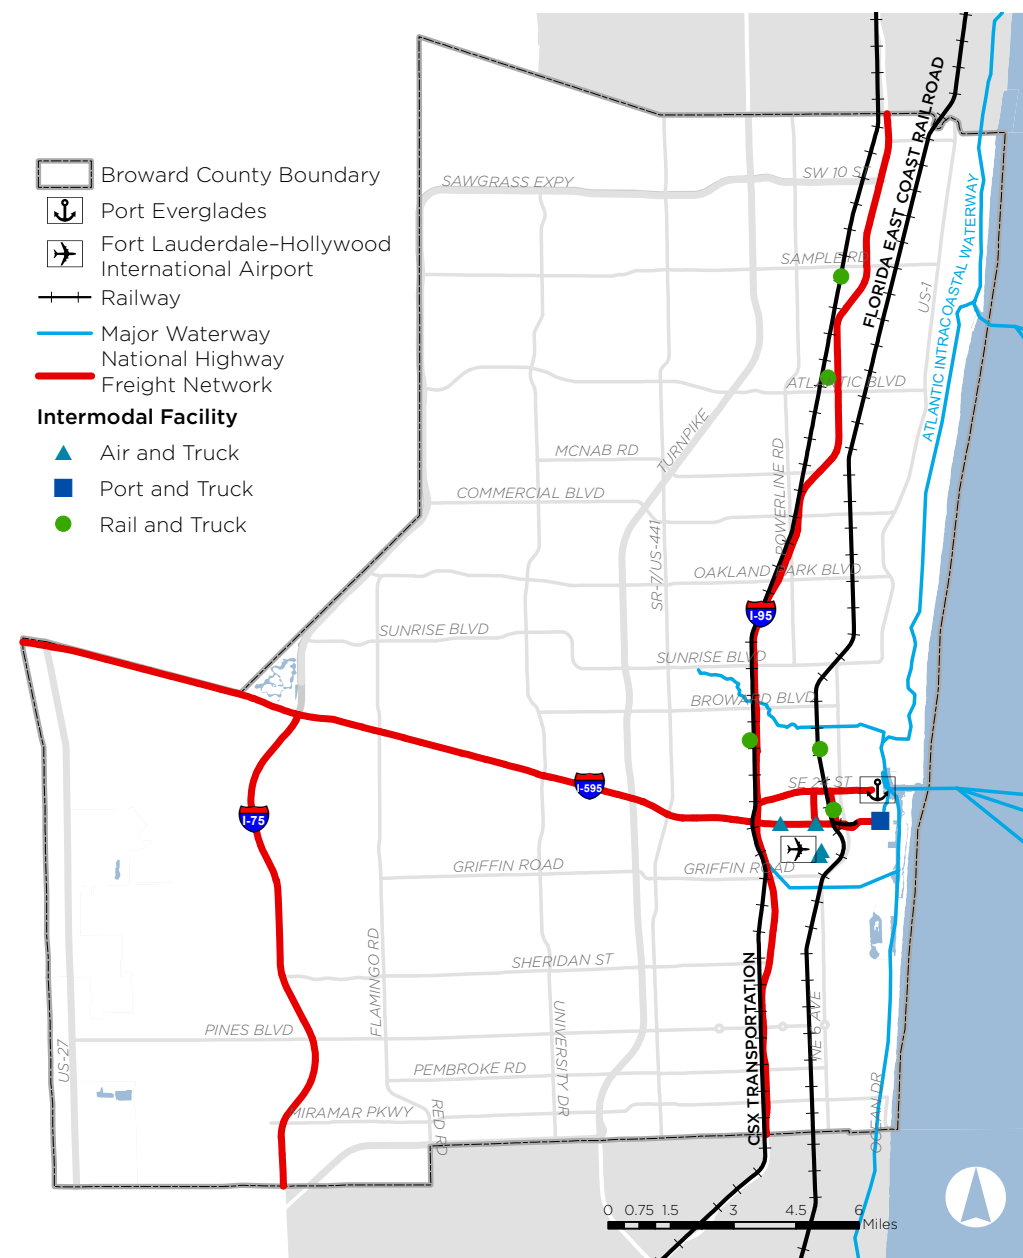 Broward County Boundary
Port Everglades
Fort Lauderdale–Hollywood
International Airport
Railway
Major Waterway
National Highway
Freight Network
Intermodal Facility
Air and Truck
Port and Truck
Rail and Truck
FLORIDA EAST COAST RAILROAD
SAWGRASS EXPY
SW 10 ST
SAMPLE RD
US-1
ATLANTIC INTRACOASTAL WATERWAY
ATLANTIC BLVD
TURNPIKE
MCNAB RD
POWERLINE RD
COMMERCIAL BLVD
SR-7/US-441
OAKLAND PARK BLVD
I-95
SUNRISE BLVD
SUNRISE BLVD
BROWARD BLVD
SE 24 ST
I-595
I-75
GRIFFIN ROAD
GRIFFIN ROAD
FLAMINGO RD
SHERIDAN ST
CSX TRANSPORTATION
UNIVERSITY DR
NE 6 AVE
PINES BLVD
US-27
PEMBROKE RD
OCEAN DR
MIRAMAR PKWY
RED RD
0 0.75 1.5 3 4.5 6
Miles